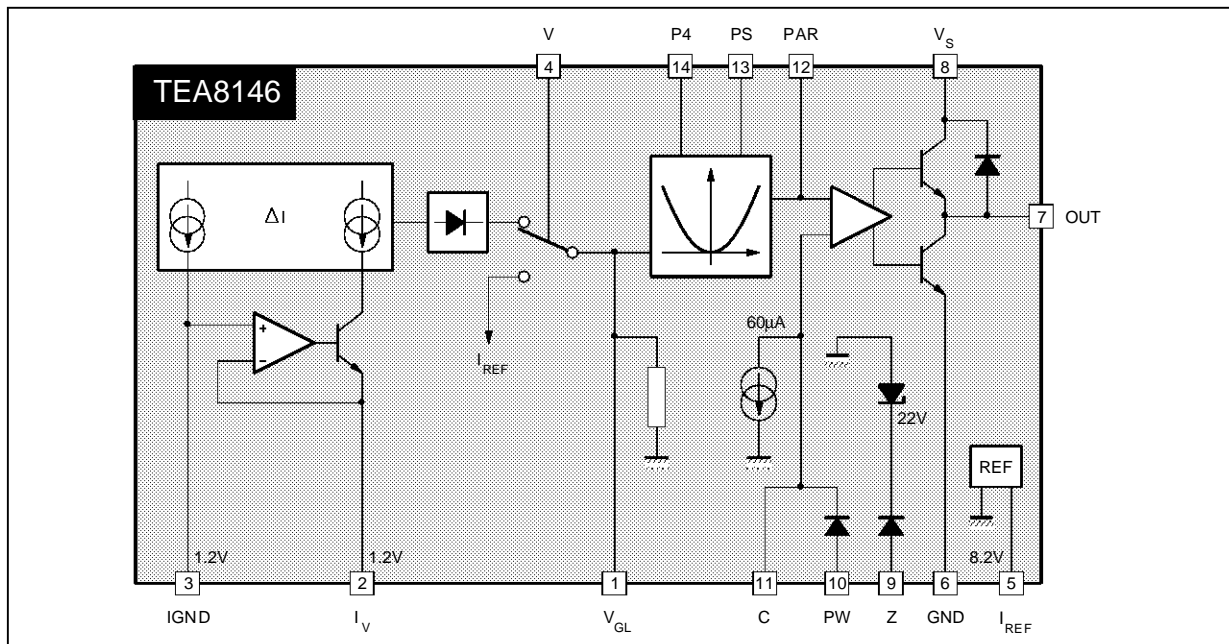 V P4 PS PAR VS
4 14 13 12 8
TEA8146
ΔI
7 OUT
+
−
60µA
IREF
22V
REF
1.2V 1.2V 8.2V
3 2 1 11 10 9 6 5
IGND IV VGL C PW Z GND IREF